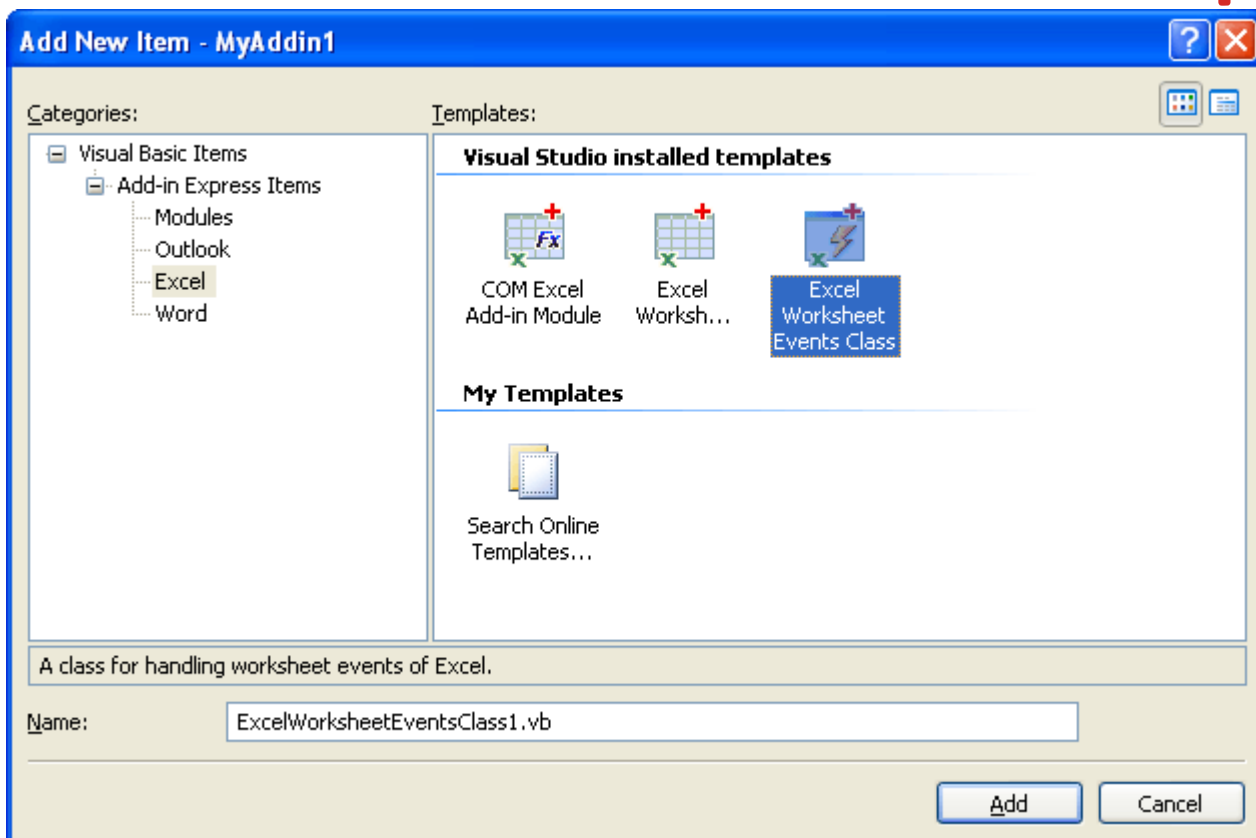 Add New Item - MyAddin1
Categories:
Templates:
Visual Basic Items
Add-in Express Items
Modules
Outlook
Excel
Word
Visual Studio installed templates
COM Excel
Add-in Module
Excel
Worksh...
Excel
Worksheet
Events Class
My Templates
Search Online
Templates...
A class for handling worksheet events of Excel.
Name:
ExcelWorksheetEventsClass1.vb
Add
Cancel